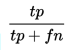 tp
tp + fn